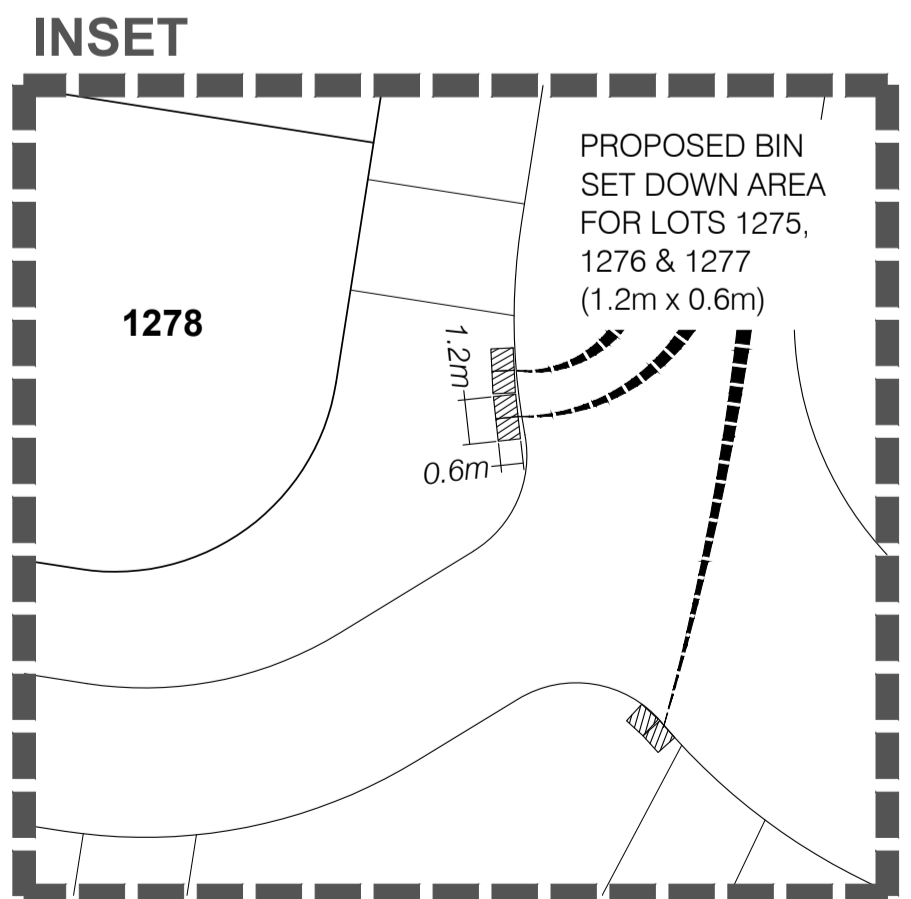 INSET
PROPOSED BIN
SET DOWN AREA
FOR LOTS 1275,
1276 & 1277
(1.2m x 0.6m)
1278
1.2m
0.6m